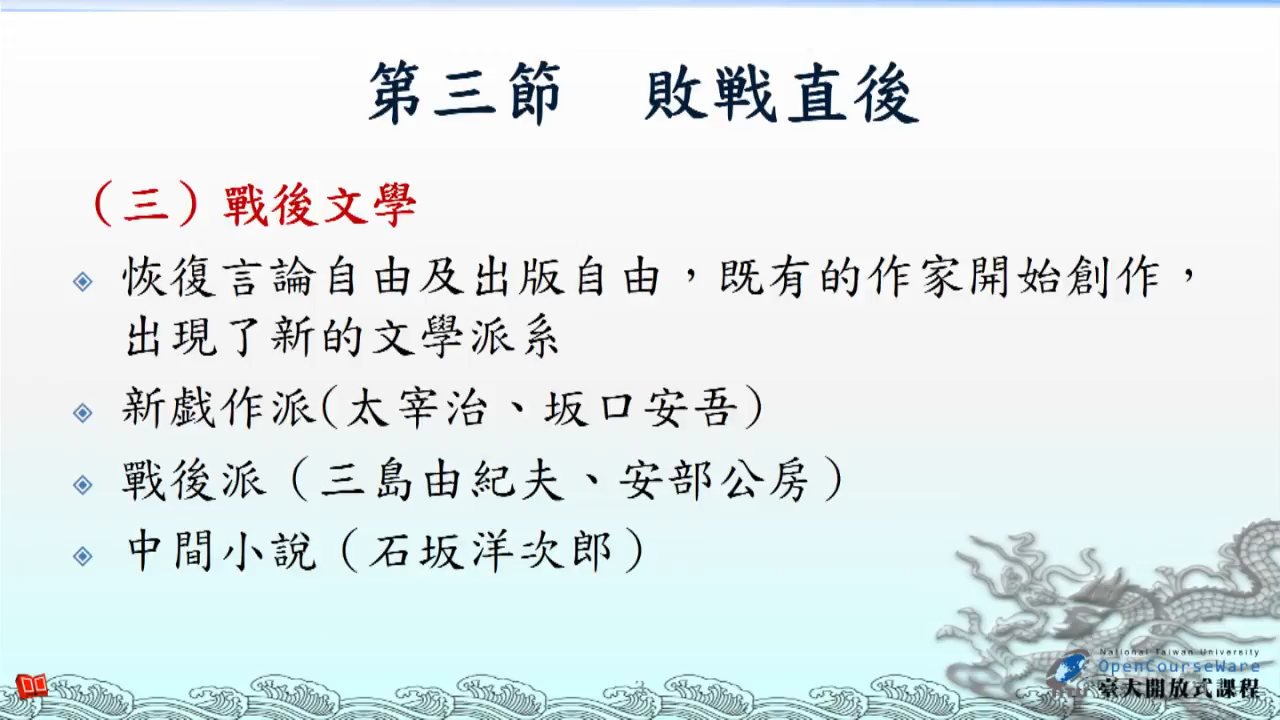 第三節　敗戦直後
（三）戰後文學
恢復言論自由及出版自由，既有的作家開始創作，
出現了新的文學派系
新戯作派(太宰治、坂口安吾)
戰後派（三島由紀夫、安部公房）
中間小說（石坂洋次郎）
National Taiwan University
OpenCourseWare
臺大開放式課程